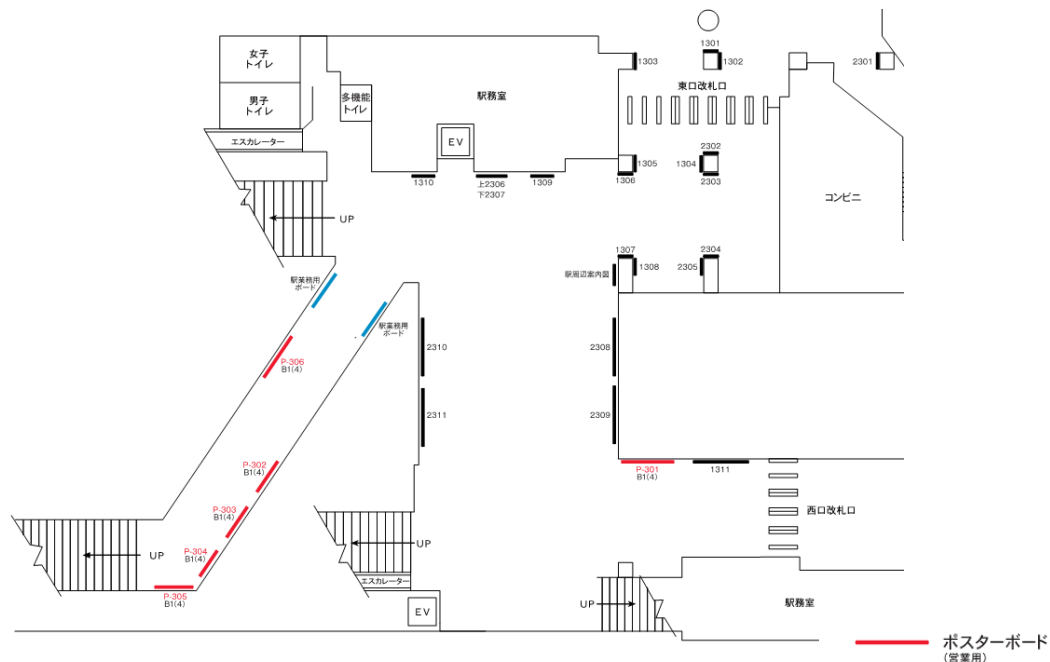 女子
トイレ
男子
トイレ
多機能
トイレ
エスカレーター
UP
駅務室
EV
1310
上2306
下2307
1309
1303
1301
1302
2301
東口改札口
1305
1306
2302
1304
2303
コンビニ
1307
1308
2304
2305
駅周辺案内図
駅業務用
ボード
駅業務用
ボード
P-306
B1(4)
2310
2311
2308
2309
P-302
B1(4)
P-303
B1(4)
P-304
B1(4)
P-305
B1(4)
UP
UP
エスカレーター
EV
P-301
B1(4)
1311
西口改札口
UP
駅務室
ポスターボード
(営業用)